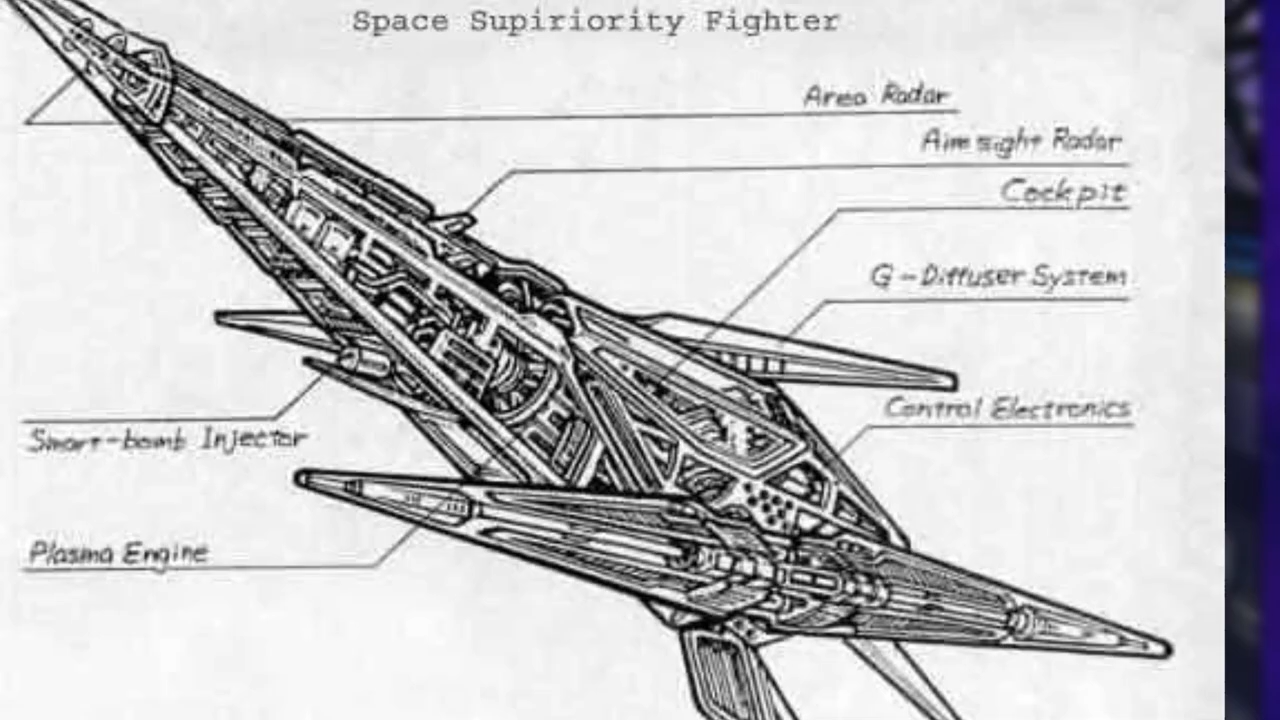 Space Supiriority Fighter
Area Radar
Aim sight Radar
Cockpit
G-Diffuser System
Control Electronics
Smart-bomb Injector
Plasma Engine